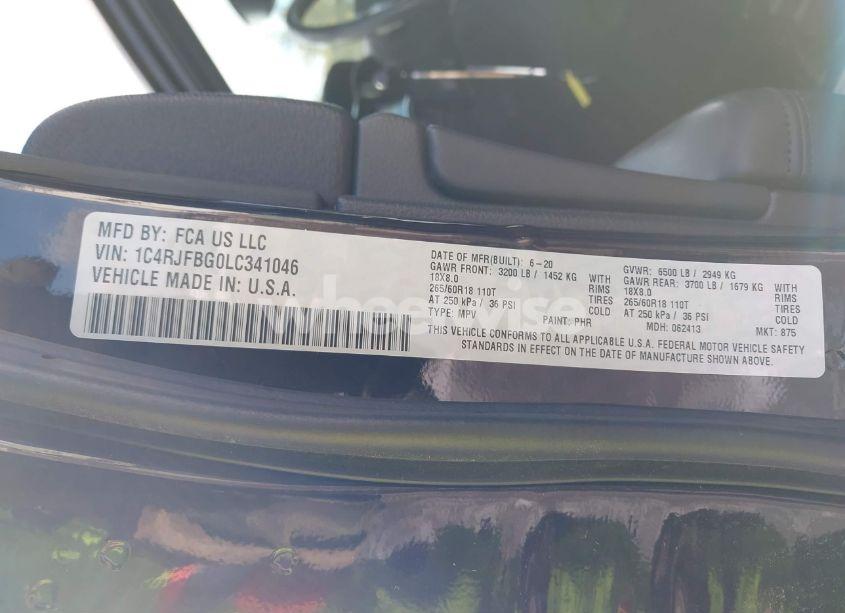 MFD BY: FCA US LLC
VIN: 1C4RJFBG0LC341046
VEHICLE MADE IN: U.S.A.
DATE OF MFR(BUILT): 6-20
GAWR FRONT: 3200 LB / 1452 KG WITH
18X8.0 RIMS
265/60R18 110T TIRES
AT 250 kPa / 36 PSI COLD
TYPE: MPV PAINT: PHR
GVWR: 6500 LB / 2949 KG
GAWR REAR: 3700 LB / 1679 KG WITH
18X8.0 RIMS
265/60R18 110T TIRES
AT 250 kPa / 36 PSI COLD
MDH: 062413 MKT: 875
THIS VEHICLE CONFORMS TO ALL APPLICABLE U.S.A. FEDERAL MOTOR VEHICLE SAFETY
STANDARDS IN EFFECT ON THE DATE OF MANUFACTURE SHOWN ABOVE.
wheelwise